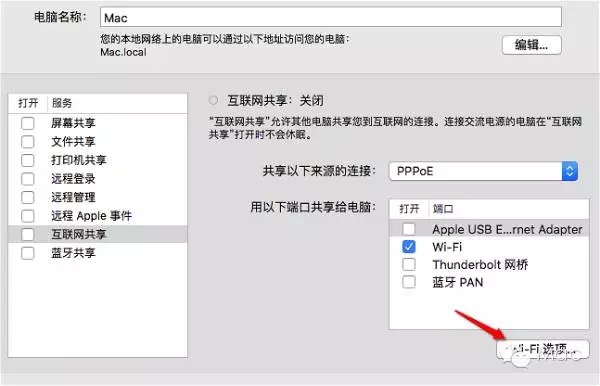 电脑名称： Mac
您的本地网络上的电脑可以通过以下地址访问您的电脑：
Mac.local
编辑...
打开 服务
屏幕共享
文件共享
打印机共享
远程登录
远程管理
远程 Apple 事件
互联网共享
蓝牙共享
互联网共享：关闭
“互联网共享”允许其他电脑共享您到互联网的连接。连接交流电源的电脑在“互联网
共享”打开时不会休眠。
共享以下来源的连接： PPPoE
用以下端口共享给电脑：
打开 端口
Apple USB E...rnet Adapter
Wi-Fi
Thunderbolt 网桥
蓝牙 PAN
Wi-Fi 选项...